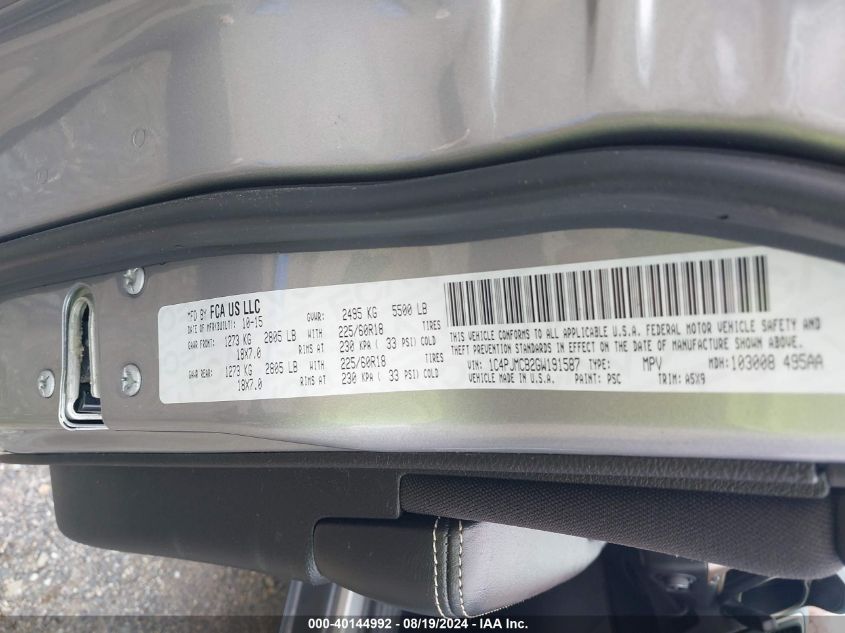 MFD BY FCA US LLC
DATE OF MFR(BUILT): 10-15 GVWR: 2495 KG 5500 LB
GAWR FRONT: 1273 KG 2805 LB WITH 225/60R18 TIRES
18X7.0 RIMS AT 230 KPA ( 33 PSI) COLD
GAWR REAR: 1273 KG 2805 LB WITH 225/60R18 TIRES
18X7.0 RIMS AT 230 KPA ( 33 PSI) COLD
THIS VEHICLE CONFORMS TO ALL APPLICABLE U.S.A. FEDERAL MOTOR VEHICLE SAFETY AND
THEFT PREVENTION STANDARDS IN EFFECT ON THE DATE OF MANUFACTURE SHOWN ABOVE.
VIN: 1C4PJMCB2GW191587 TYPE: MPV MDH: 103008 495AA
VEHICLE MADE IN U.S.A. PAINT: PSC TRIM: A5X9
000-40144992 - 08/19/2024 - IAA Inc.